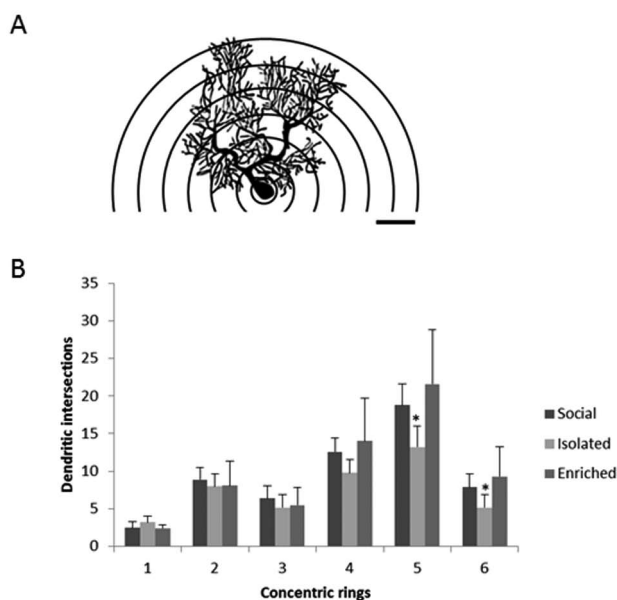 A
B
Dendritic intersections
35
30
25
20
15
10
5
0
*
*
1 2 3 4 5 6
Concentric rings
Social
Isolated
Enriched